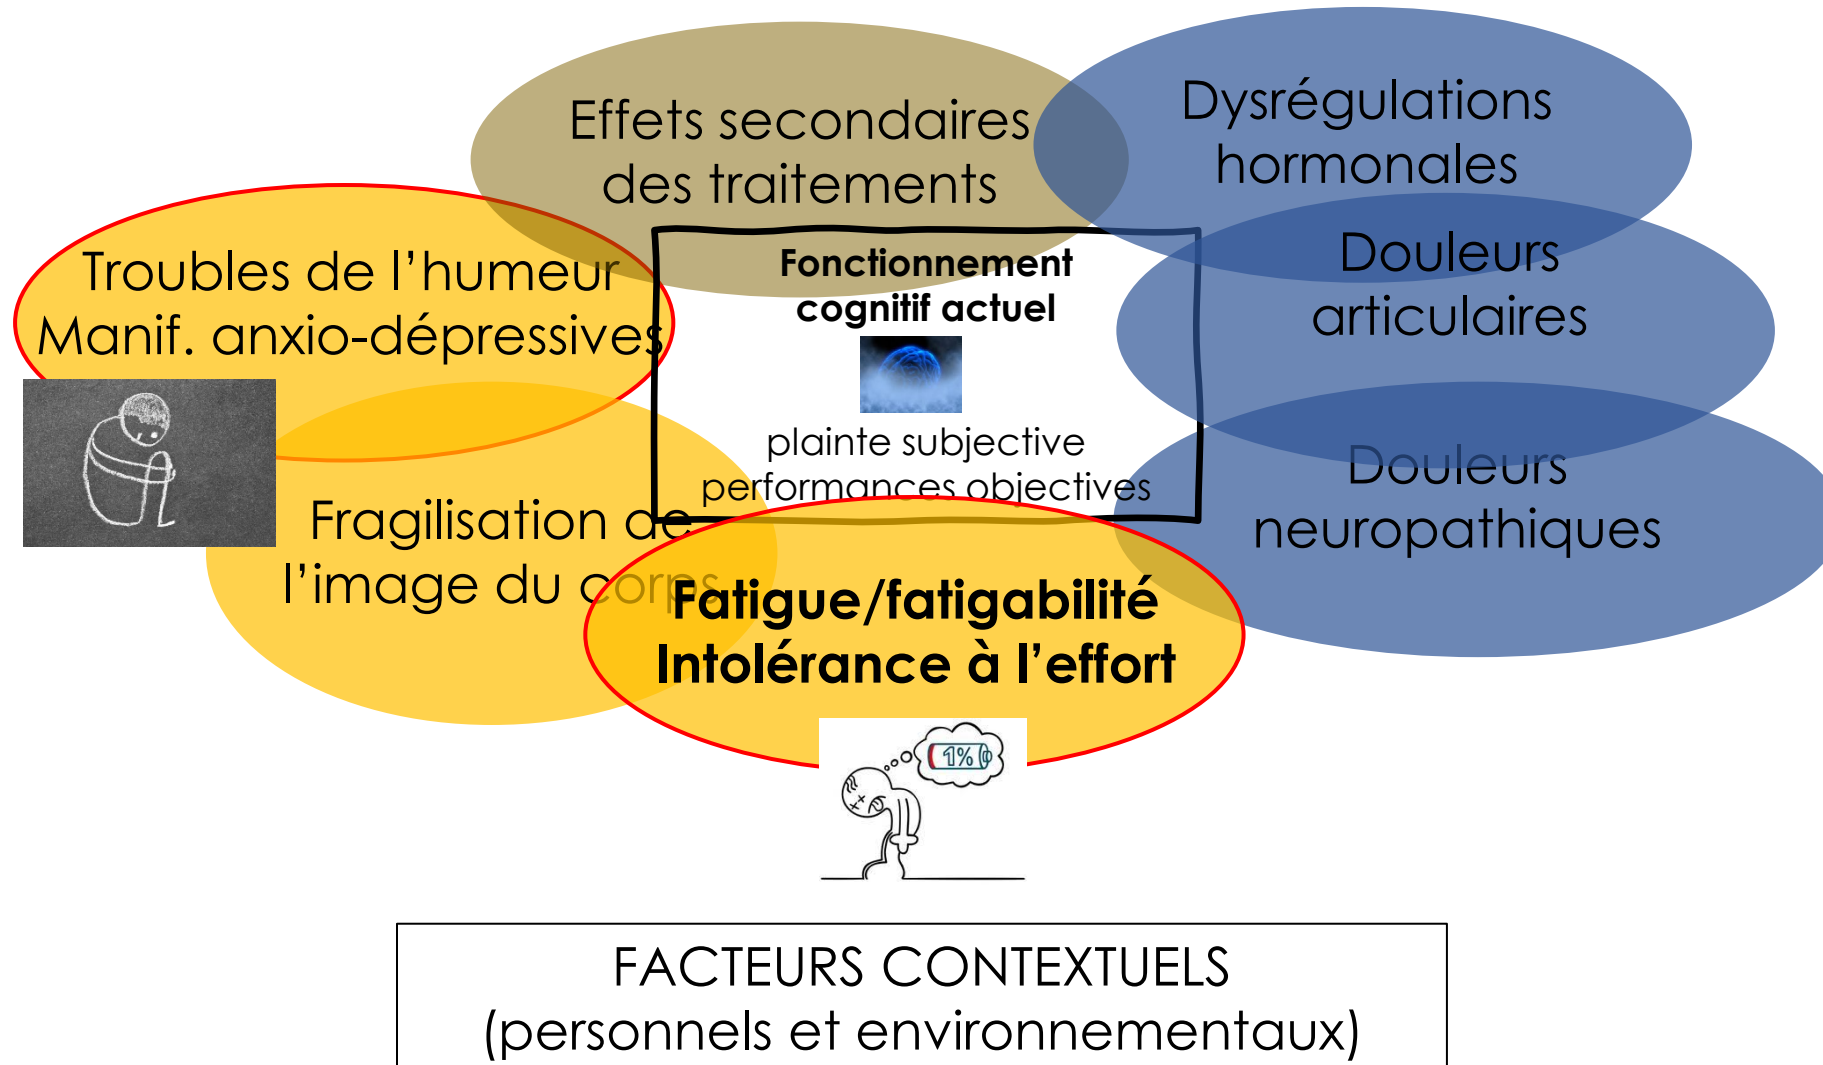 Effets secondaires
des traitements
Dysrégulations
hormonales
Troubles de l’humeur
Manif. anxio-dépressives
Fonctionnement
cognitif actuel
plainte subjective
performances objectives
Douleurs
articulaires
Douleurs
neuropathiques
Fragilisation de
l’image du corps
Fatigue/fatigabilité
Intolérance à l’effort
1%
FACTEURS CONTEXTUELS
(personnels et environnementaux)